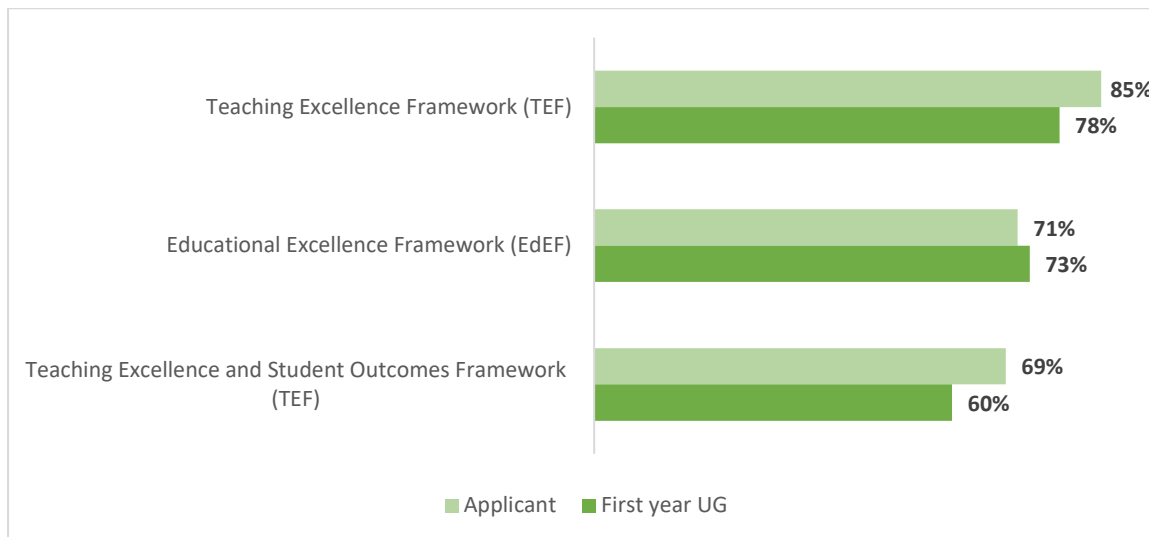 Teaching Excellence Framework (TEF)
85%
78%
Educational Excellence Framework (EdEF)
71%
73%
Teaching Excellence and Student Outcomes Framework
(TEF)
69%
60%
Applicant
First year UG